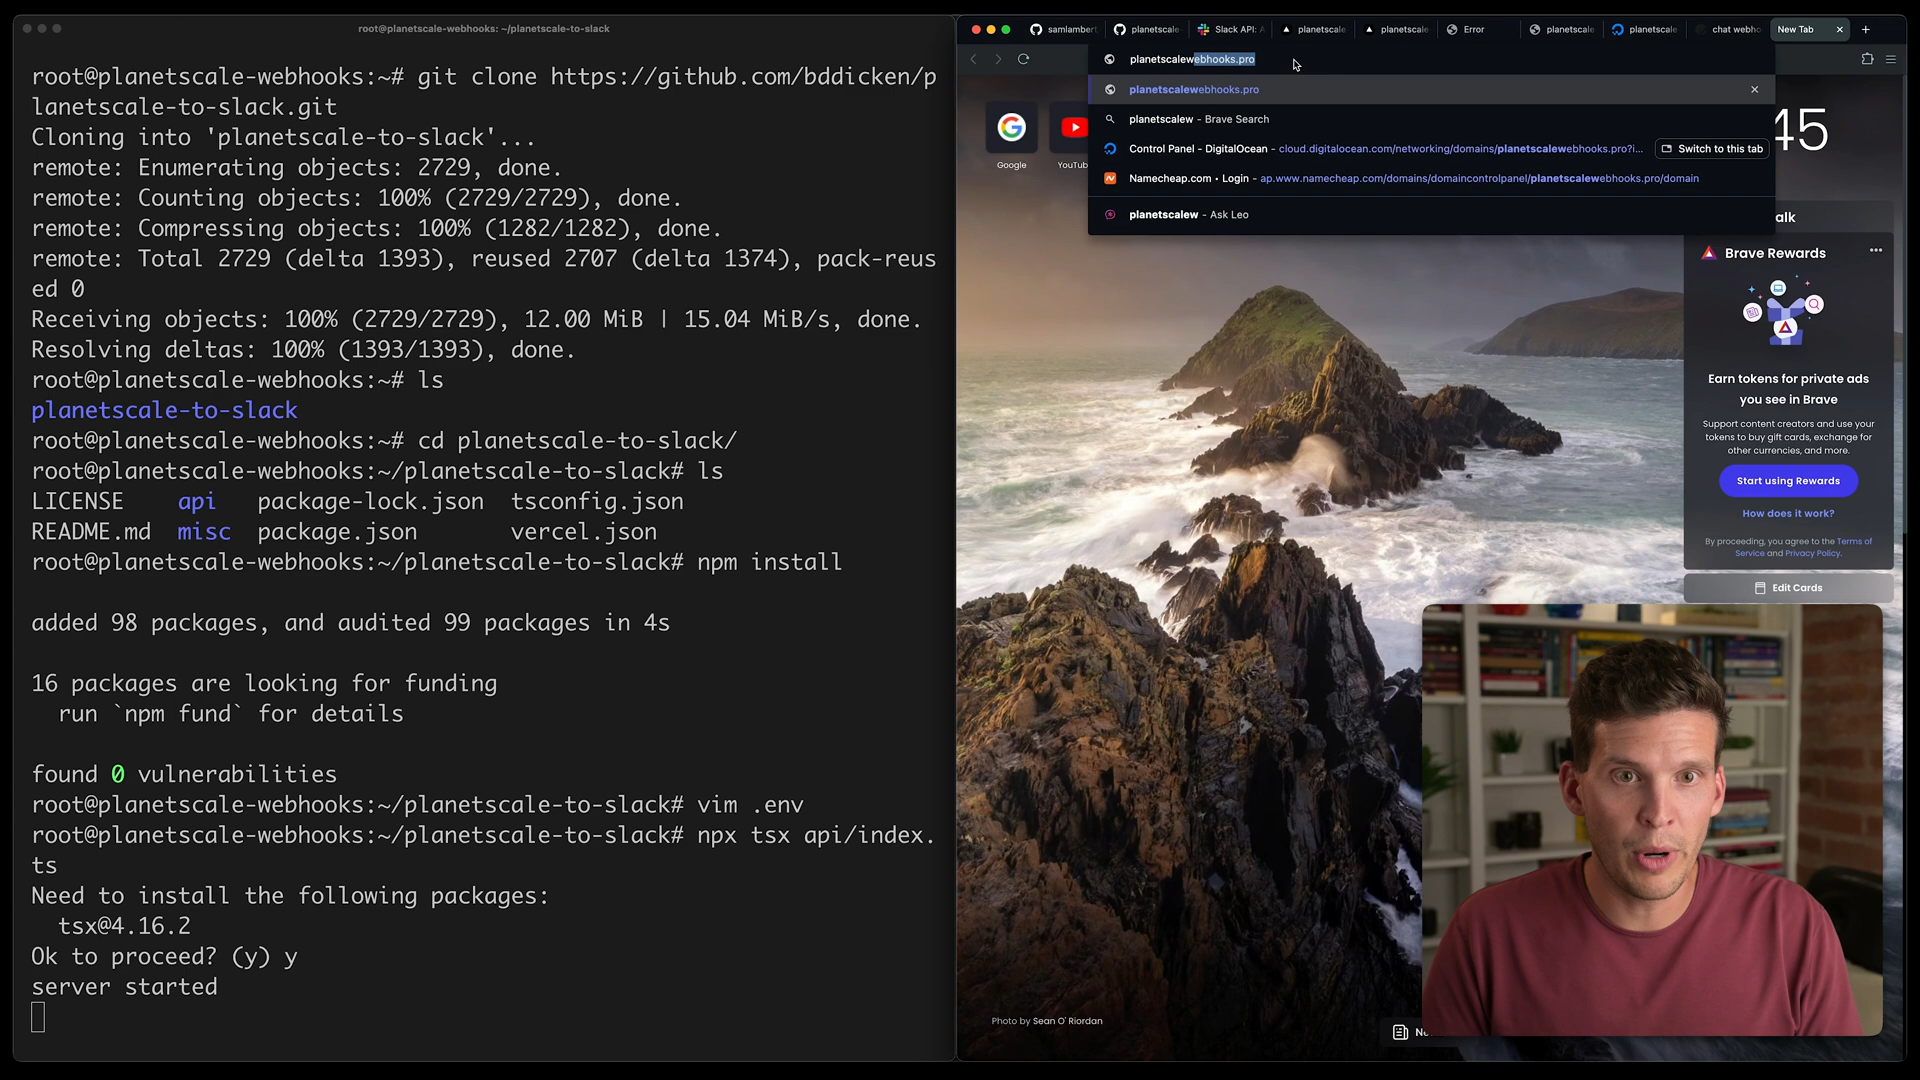 root@planetscale-webhooks: ~/planetscale-to-slack
root@planetscale-webhooks:~# git clone https://github.com/bddicken/p
lanetscale-to-slack.git
Cloning into 'planetscale-to-slack'...
remote: Enumerating objects: 2729, done.
remote: Counting objects: 100% (2729/2729), done.
remote: Compressing objects: 100% (1282/1282), done.
remote: Total 2729 (delta 1393), reused 2707 (delta 1374), pack-reus
ed 0
Receiving objects: 100% (2729/2729), 12.00 MiB | 15.04 MiB/s, done.
Resolving deltas: 100% (1393/1393), done.
root@planetscale-webhooks:~# ls
planetscale-to-slack
root@planetscale-webhooks:~# cd planetscale-to-slack/
root@planetscale-webhooks:~/planetscale-to-slack# ls
LICENSE api package-lock.json tsconfig.json
README.md misc package.json vercel.json
root@planetscale-webhooks:~/planetscale-to-slack# npm install
added 98 packages, and audited 99 packages in 4s
16 packages are looking for funding
run `npm fund` for details
found 0 vulnerabilities
root@planetscale-webhooks:~/planetscale-to-slack# vim .env
root@planetscale-webhooks:~/planetscale-to-slack# npx tsx api/index.
ts
Need to install the following packages:
tsx@4.16.2
Ok to proceed? (y) y
server started
samlambert planetscale Slack API: A planetscale planetscale Error planetscale planetscale chat webho New Tab
planetscalewebhooks.pro
planetscalewebhooks.pro
planetscalew - Brave Search
Control Panel - DigitalOcean - cloud.digitalocean.com/networking/domains/planetscalewebhooks.pro?i... Switch to this tab
Namecheap.com • Login - ap.www.namecheap.com/domains/domaincontrolpanel/planetscalewebhooks.pro/domain
planetscalew - Ask Leo
45
Google
YouTub
alk
Brave Rewards
Earn tokens for private ads
you see in Brave
Support content creators and use your
tokens to buy gift cards, exchange for
other currencies, and more.
Start using Rewards
How does it work?
By proceeding, you agree to the Terms of
Service and Privacy Policy.
Edit Cards
Photo by Sean O' Riordan